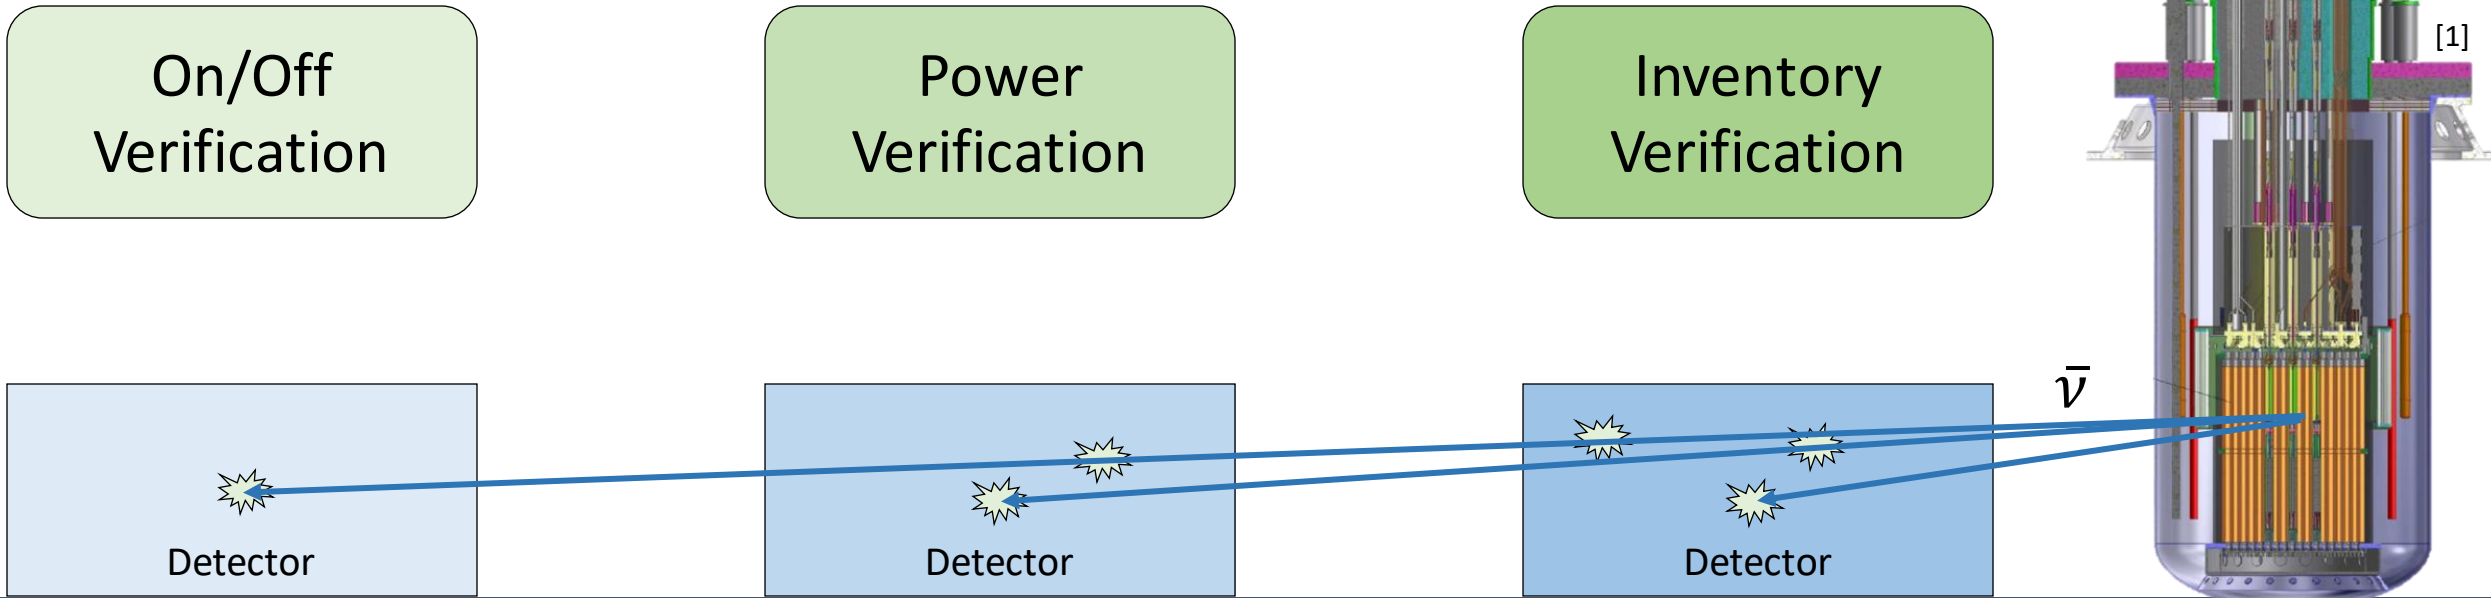 On/Off
Verification
Power
Verification
Inventory
Verification
[1]
ν̅
Detector
Detector
Detector